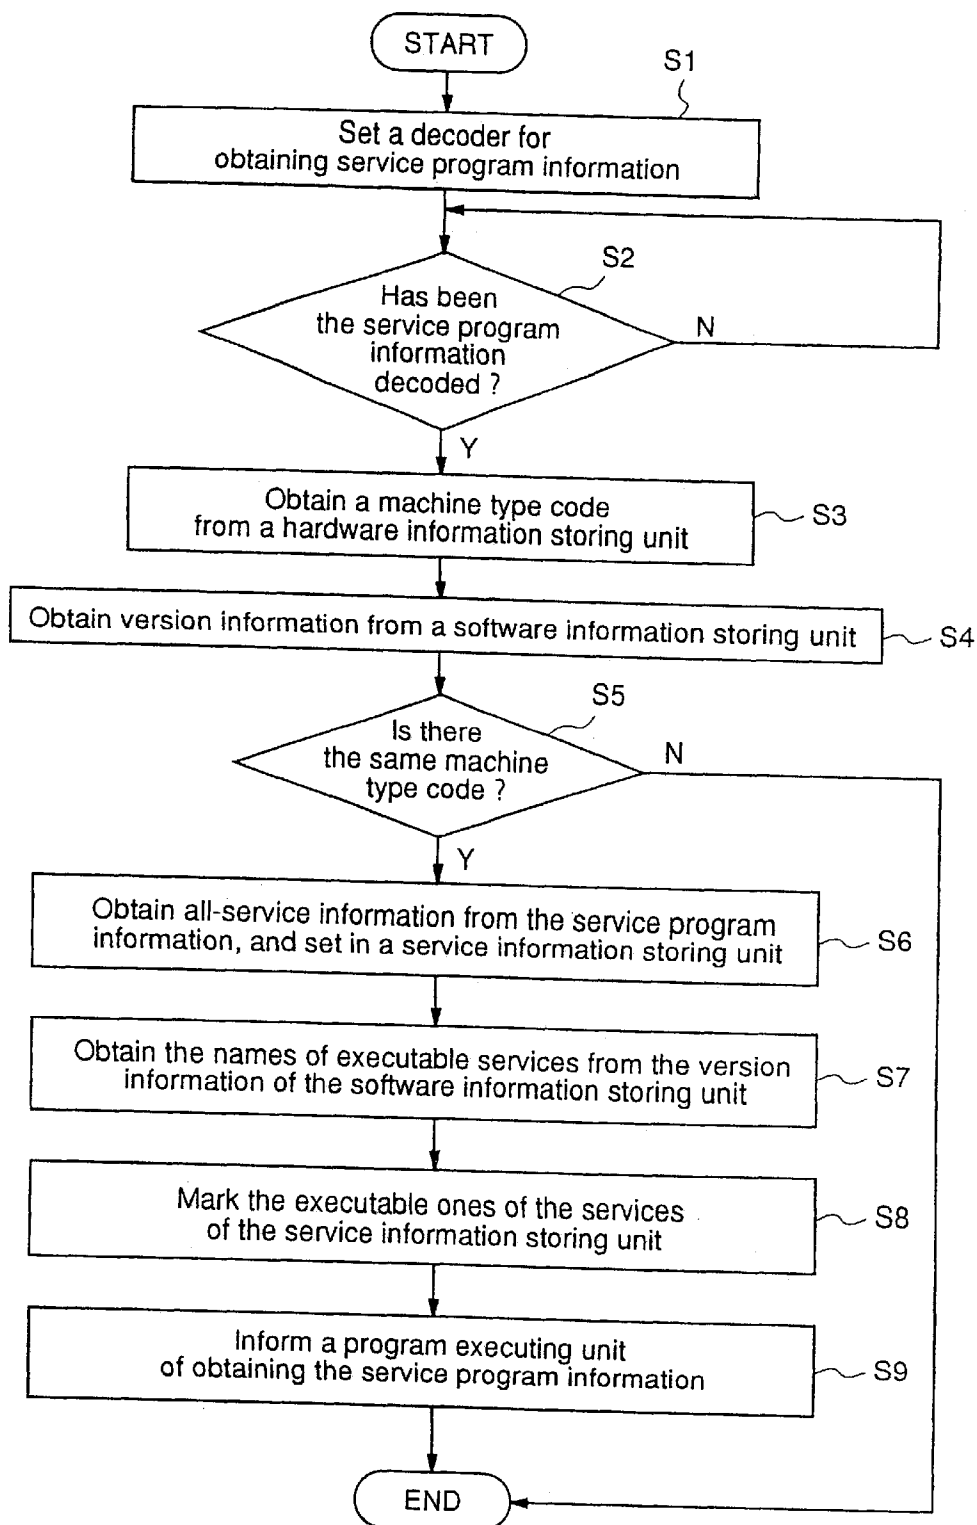 START
S1
Set a decoder for
obtaining service program information
S2
Has been
the service program
information
decoded ?
N
Y
Obtain a machine type code
from a hardware information storing unit
S3
Obtain version information from a software information storing unit
S4
S5
Is there
the same machine
type code ?
N
Y
Obtain all-service information from the service program
information, and set in a service information storing unit
S6
Obtain the names of executable services from the version
information of the software information storing unit
S7
Mark the executable ones of the services
of the service information storing unit
S8
Inform a program executing unit
of obtaining the service program information
S9
END